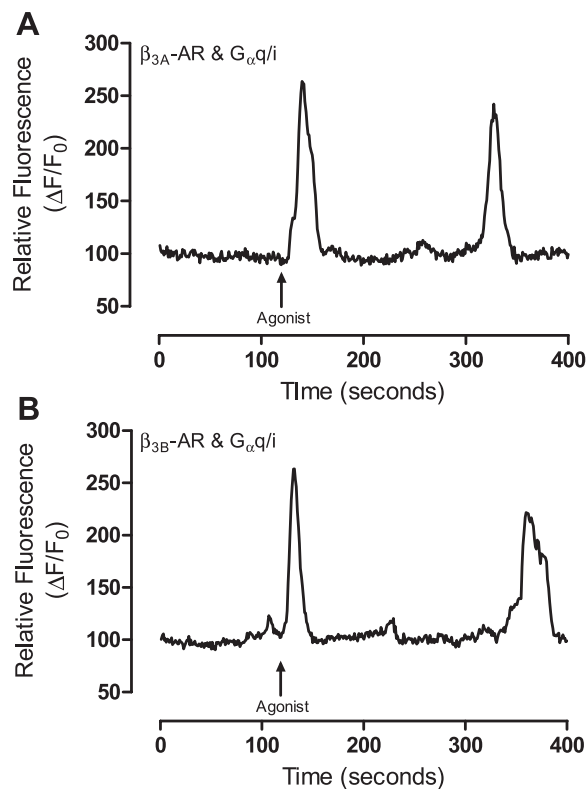 A
β3A-AR & Gαq/i
Relative Fluorescence
(ΔF/F0)
300
250
200
150
100
50
Agonist
0 100 200 300 400
TIme (seconds)
B
β3B-AR & Gαq/i
Relative Fluorescence
(ΔF/F0)
300
250
200
150
100
50
Agonist
0 100 200 300 400
Time (seconds)